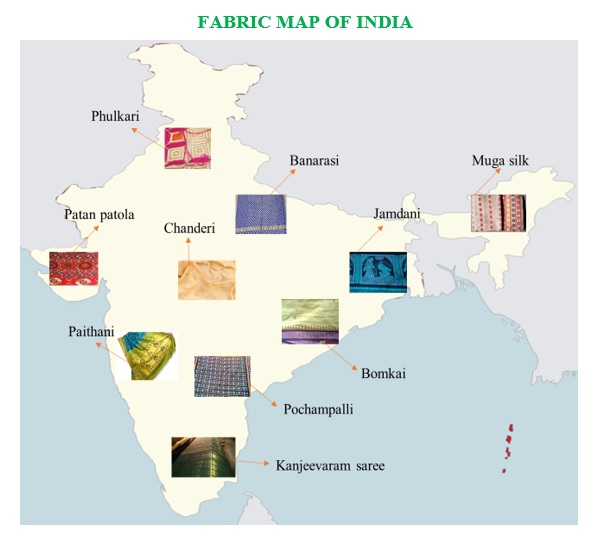 FABRIC MAP OF INDIA
Phulkari
Banarasi
Muga silk
Patan patola
Chanderi
Jamdani
Paithani
Bomkai
Pochampalli
Kanjeevaram saree